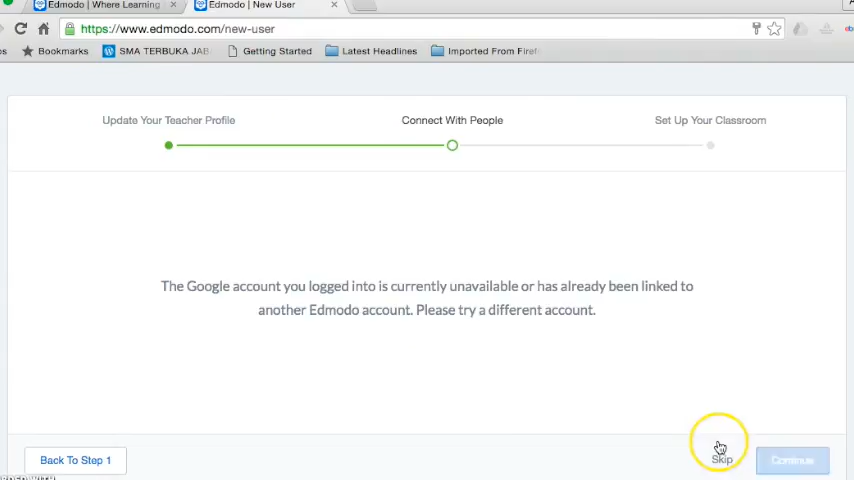 Edmodo | Where Learning
Edmodo | New User
https://www.edmodo.com/new-user
Bookmarks
SMA TERBUKA JAB
Getting Started
Latest Headlines
Imported From Firef
Update Your Teacher Profile
Connect With People
Set Up Your Classroom
The Google account you logged into is currently unavailable or has already been linked to
another Edmodo account. Please try a different account.
Back To Step 1
Skip
Continue